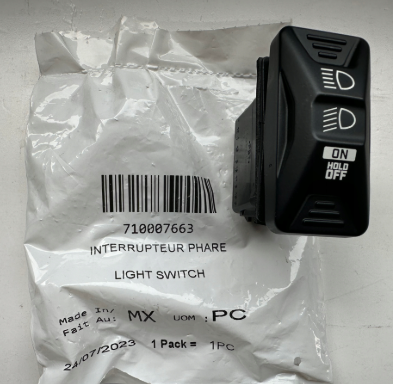 710007663
INTERRUPTEUR PHARE
LIGHT SWITCH
Made In/
Fait Au: MX UOM : PC
24/07/2023 1 Pack = 1PC
ON
HOLD
OFF